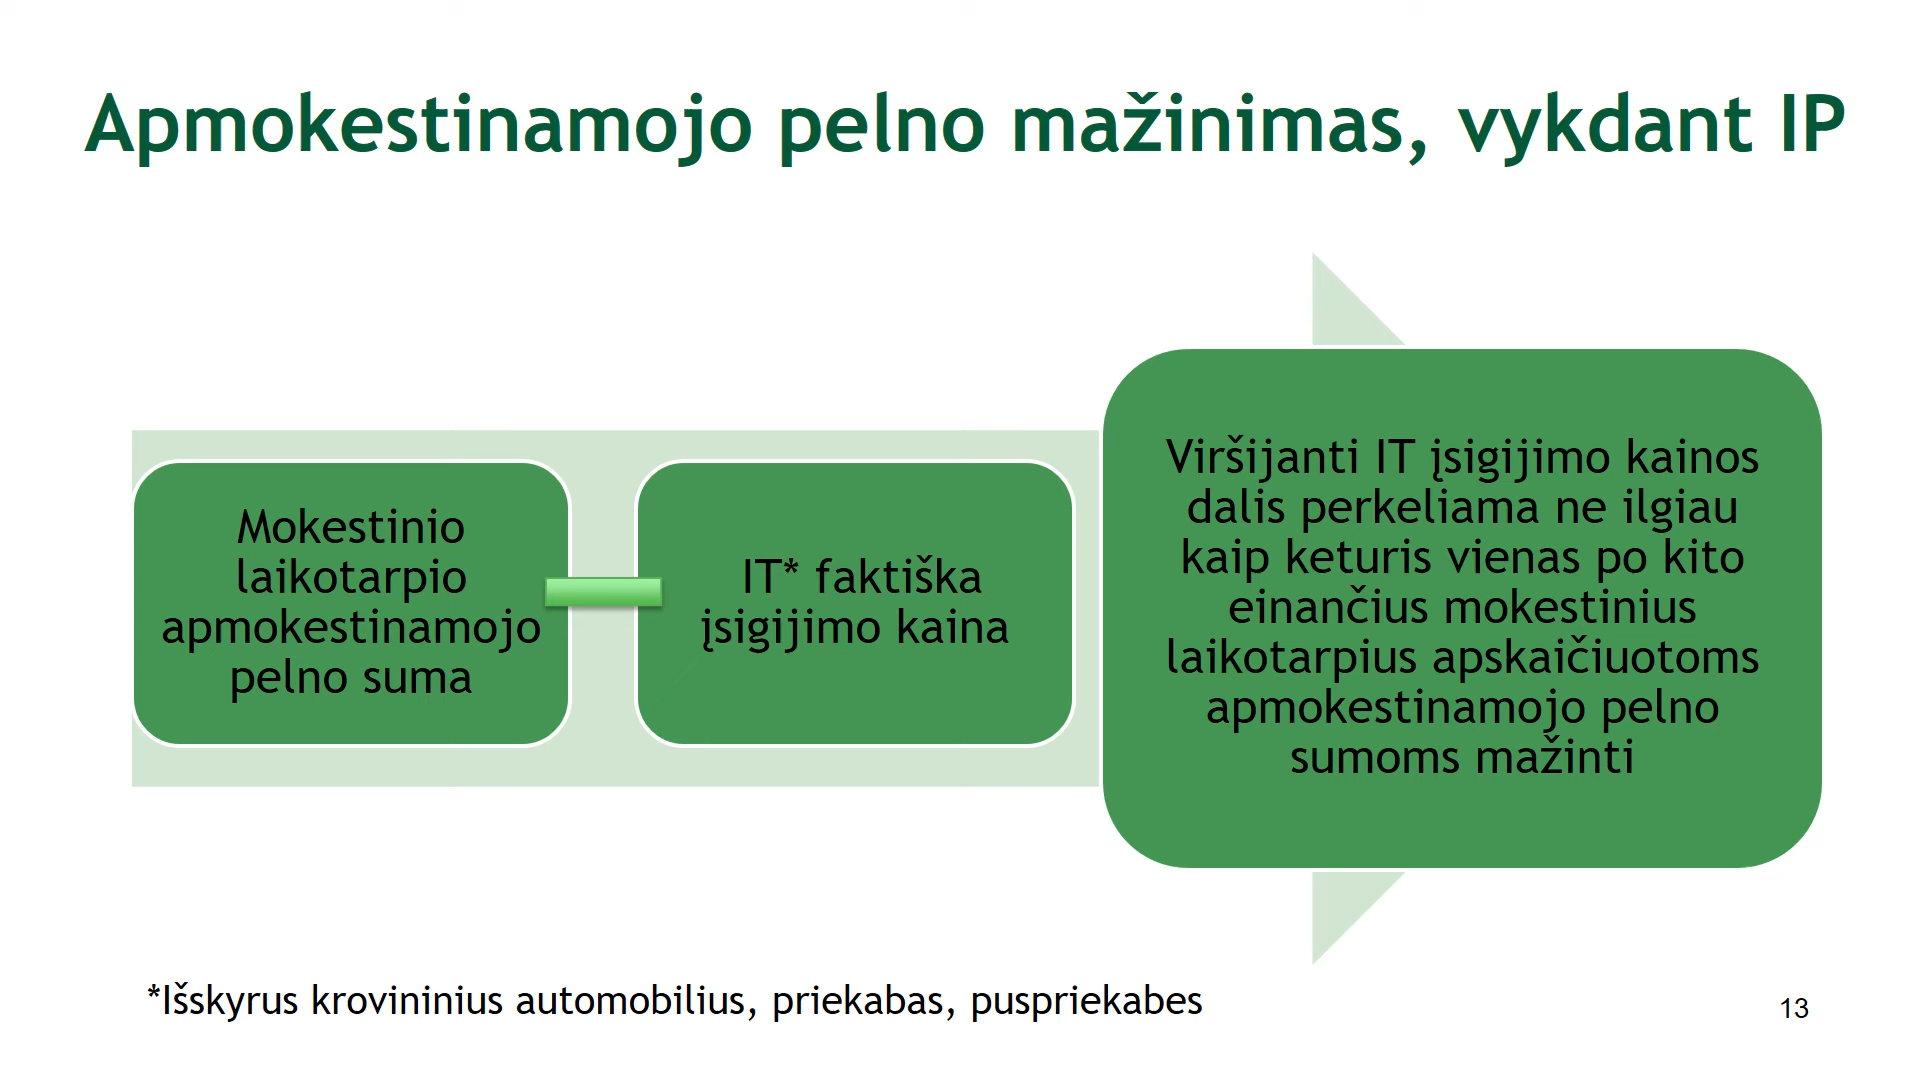 Apmokestinamojo pelno mažinimas, vykdant IP
Mokestinio
laikotarpio
apmokestinamojo
pelno suma
IT* faktiška
įsigijimo kaina
Viršijanti IT įsigijimo kainos
dalis perkeliama ne ilgiau
kaip keturis vienas po kito
einančius mokestinius
laikotarpius apskaičiuotoms
apmokestinamojo pelno
sumoms mažinti
*Išskyrus krovininius automobilius, priekabas, puspriekabes
13